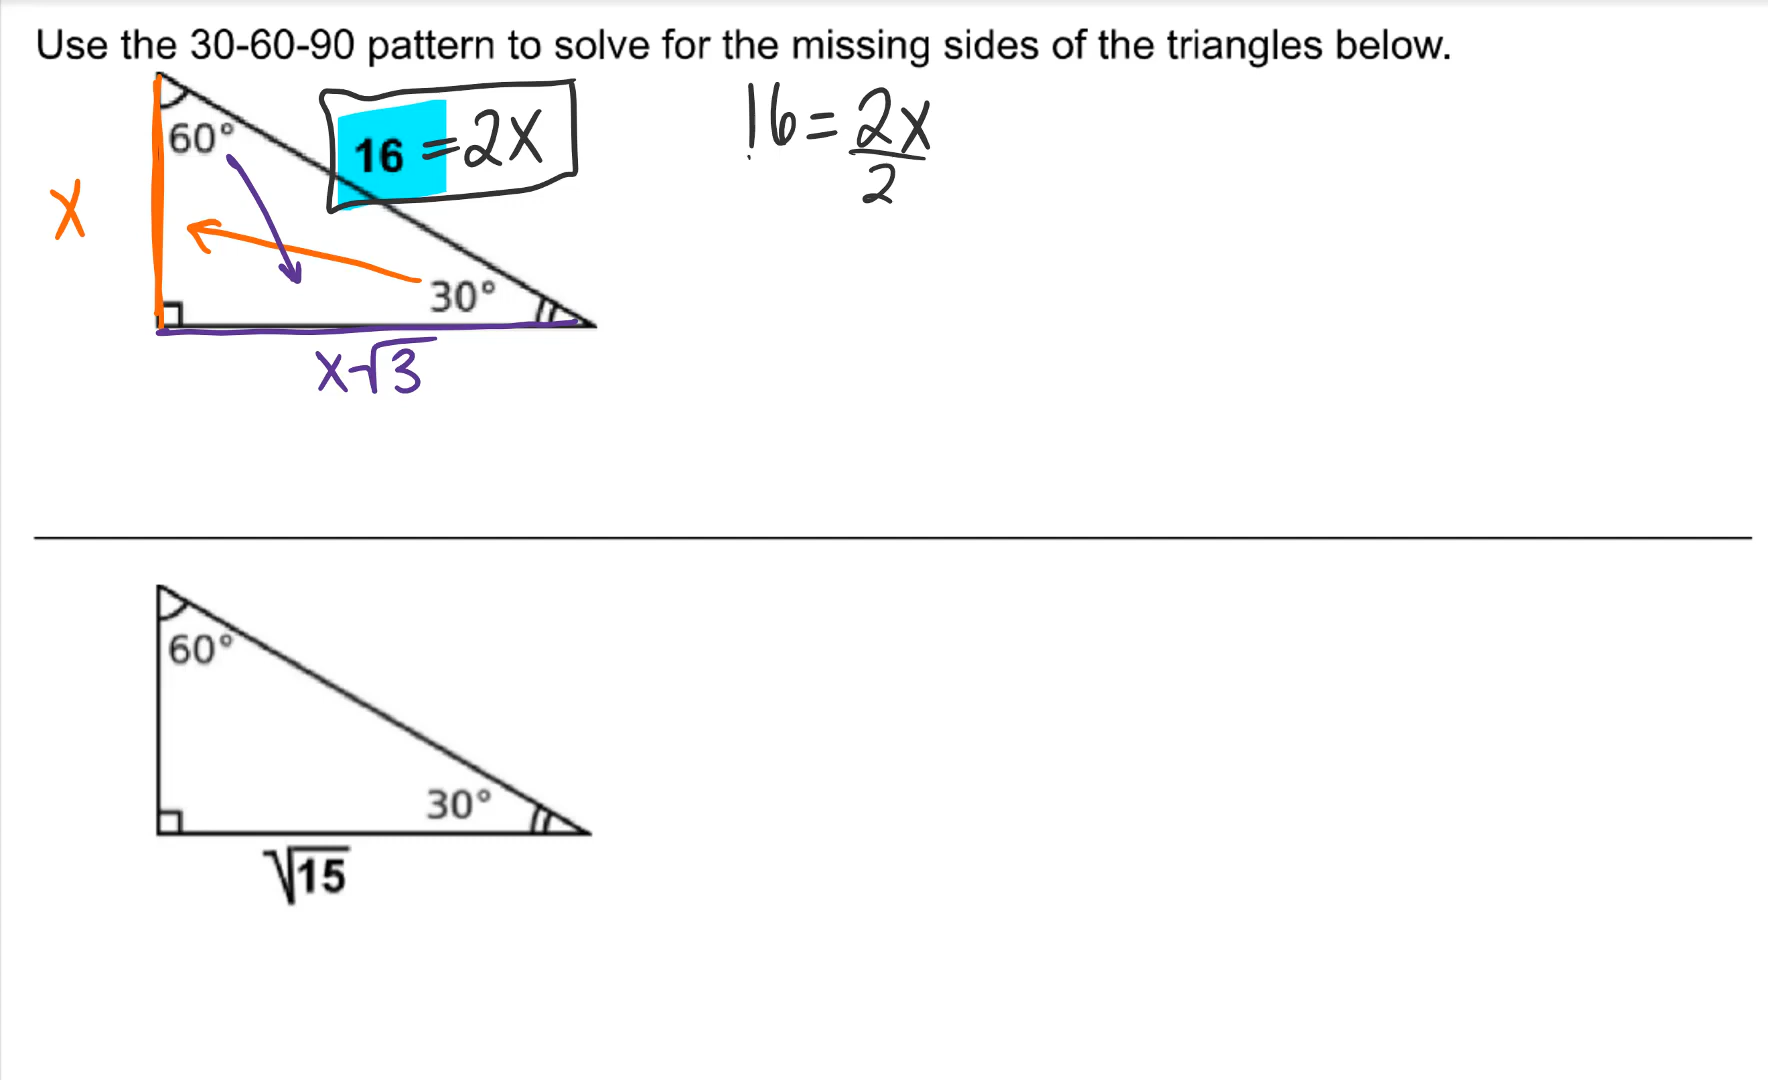 Use the 30-60-90 pattern to solve for the missing sides of the triangles below.
60°
16 = 2x
16 = 2x
2
x
30°
x√3
60°
30°
√15